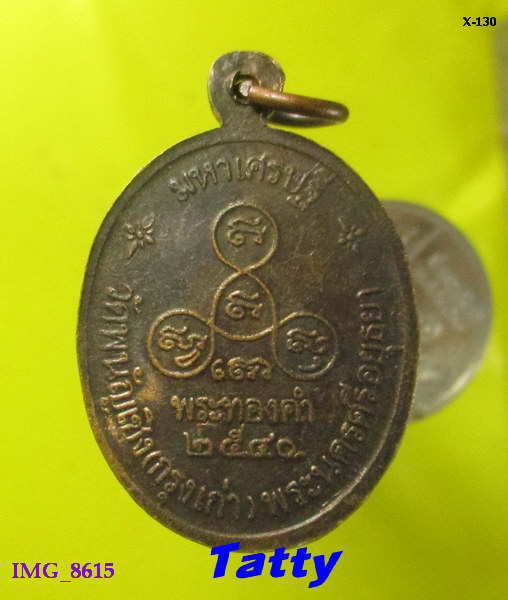 X-130
มหาเศรษฐี
พระทองคำ
๒๕๔๐
วัดพนัญเชิง(กรุงเก่า) พระนครศรีอยุธยา
IMG_8615
Tatty